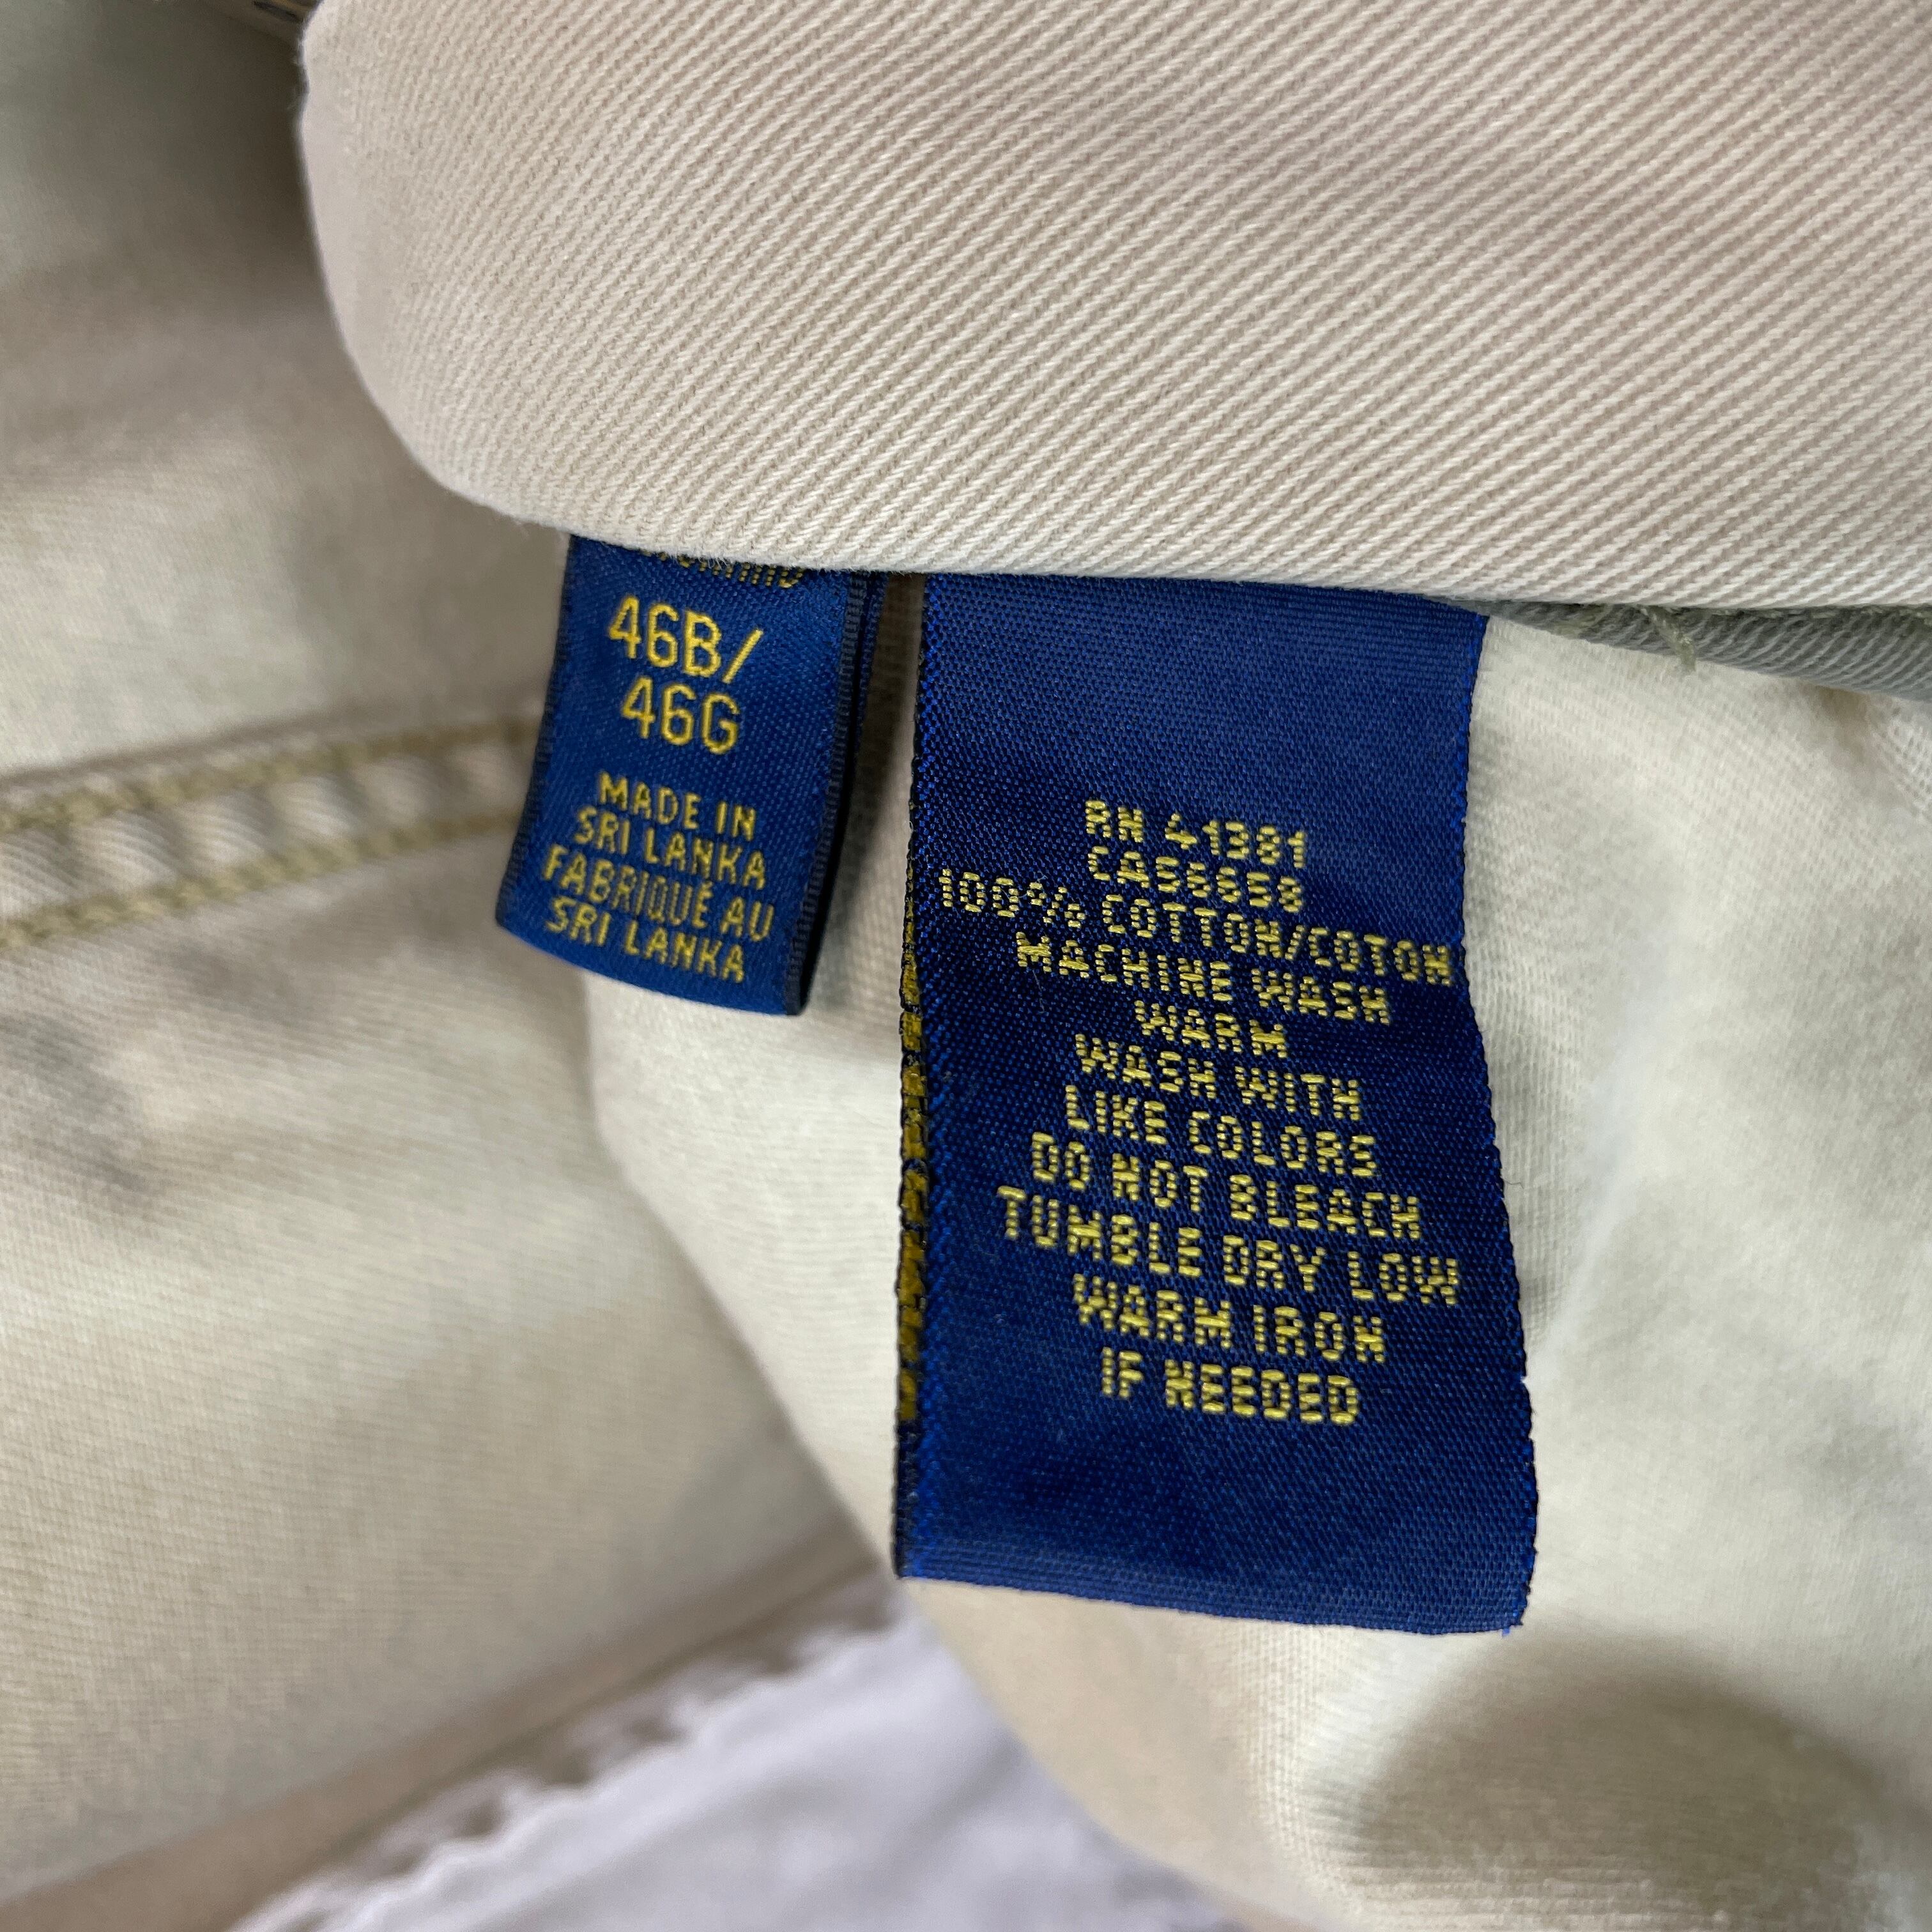 46B/
46G
MADE IN
SRI LANKA
FABRIQUÉ AU
SRI LANKA
RN 41381
CA56858
100% COTTON/COTON
MACHINE WASH
WARM
WASH WITH
LIKE COLORS
DO NOT BLEACH
TUMBLE DRY LOW
WARM IRON
IF NEEDED